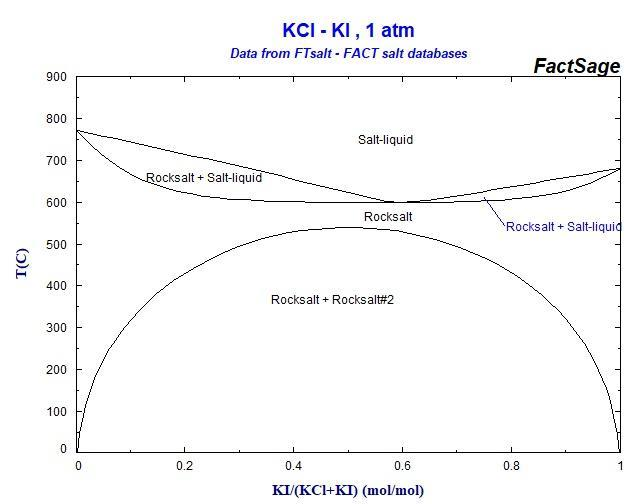 KCl - KI , 1 atm
Data from FTsalt - FACT salt databases
FactSage
900
800
700
600
500
400
300
200
100
0
T(C)
Salt-liquid
Rocksalt + Salt-liquid
Rocksalt
Rocksalt + Salt-liquid
Rocksalt + Rocksalt#2
0
0.2
0.4
0.6
0.8
1
KI/(KCl+KI) (mol/mol)